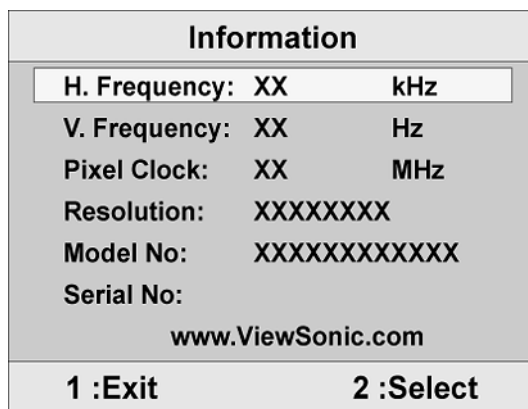 Information
H. Frequency: XX kHz
V. Frequency: XX Hz
Pixel Clock: XX MHz
Resolution: XXXXXXXX
Model No: XXXXXXXXXXXX
Serial No:
www.ViewSonic.com
1 :Exit 2 :Select